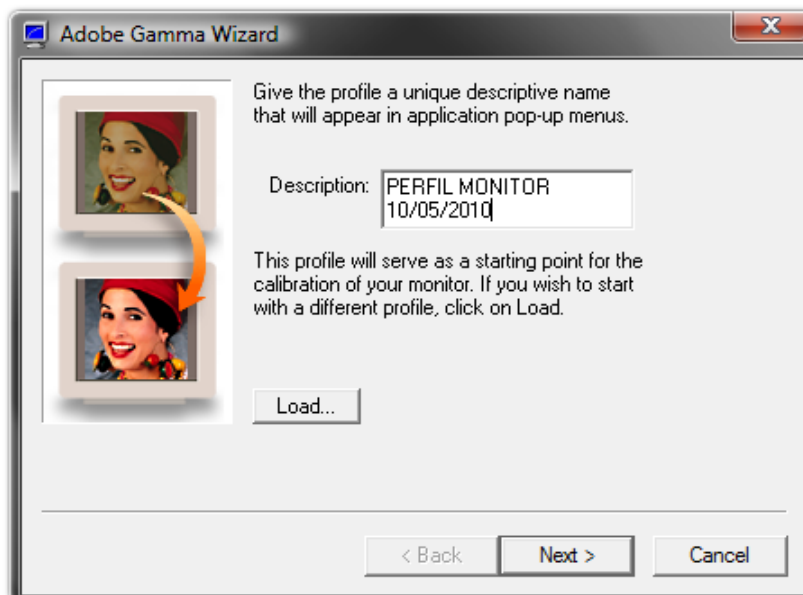 Adobe Gamma Wizard
X
Give the profile a unique descriptive name
that will appear in application pop-up menus.
Description:
PERFIL MONITOR
10/05/2010
This profile will serve as a starting point for the
calibration of your monitor. If you wish to start
with a different profile, click on Load.
Load...
< Back
Next >
Cancel